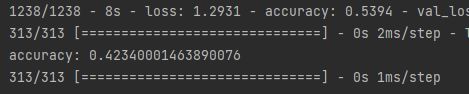 1238/1238 - 8s - loss: 1.2931 - accuracy: 0.5394 - val_los
313/313 [==============================] - 0s 2ms/step - l
accuracy: 0.42340001463890076
313/313 [==============================] - 0s 1ms/step